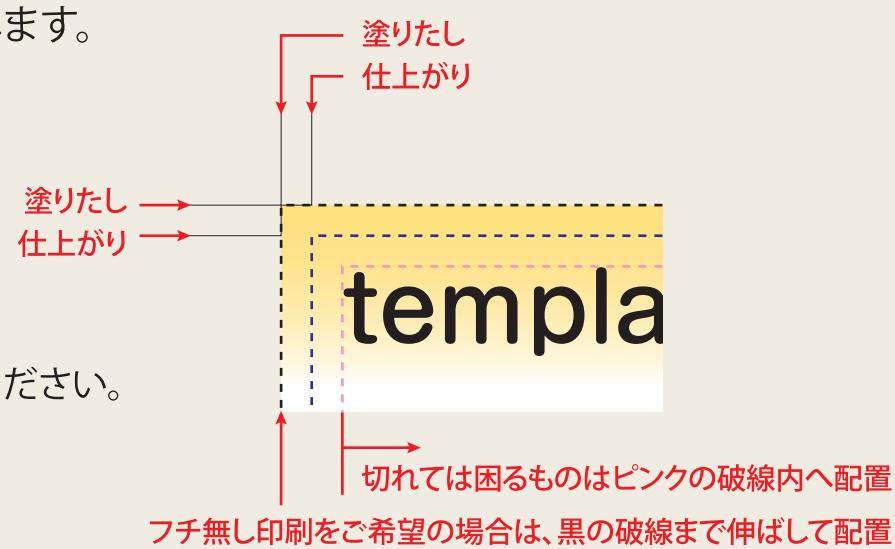 ます。
塗りたし
仕上がり
塗りたし
仕上がり
templa
ださい。
切れては困るものはピンクの破線内へ配置
フチ無し印刷をご希望の場合は、黒の破線まで伸ばして配置